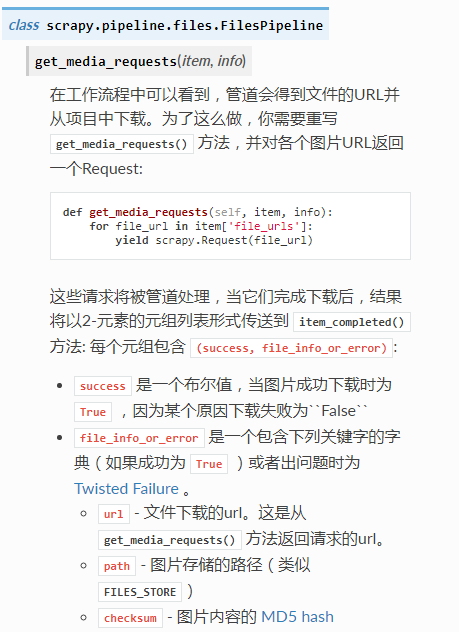 class scrapy.pipeline.files.FilesPipeline
get_media_requests(item, info)
在工作流程中可以看到，管道会得到文件的URL并
从项目中下载。为了这么做，你需要重写
get_media_requests() 方法，并对各个图片URL返回
一个Request:
def get_media_requests(self, item, info):
    for file_url in item['file_urls']:
        yield scrapy.Request(file_url)
这些请求将被管道处理，当它们完成下载后，结果
将以2-元素的元组列表形式传送到 item_completed()
方法: 每个元组包含 (success, file_info_or_error):
• success 是一个布尔值，当图片成功下载时为
True ，因为某个原因下载失败为``False``
• file_info_or_error 是一个包含下列关键字的字
典（如果成功为 True ）或者出问题时为
Twisted Failure 。
◦ url - 文件下载的url。这是从
get_media_requests() 方法返回请求的url。
◦ path - 图片存储的路径（类似
FILES_STORE ）
◦ checksum - 图片内容的 MD5 hash